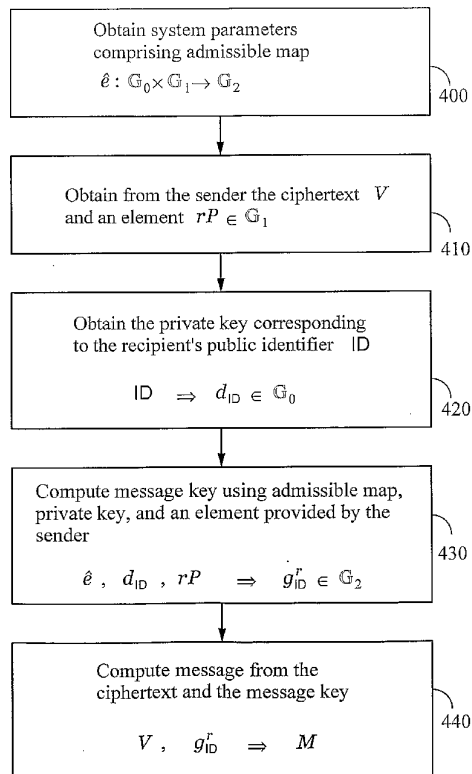 Obtain system parameters
comprising admissible map
ê : 𝔾₀ × 𝔾₁ → 𝔾₂
400
Obtain from the sender the ciphertext V
and an element rP ∈ 𝔾₁
410
Obtain the private key corresponding
to the recipient's public identifier ID
ID ⇒ d_ID ∈ 𝔾₀
420
Compute message key using admissible map,
private key, and an element provided by the
sender
ê , d_ID , rP ⇒ g_ID^r ∈ 𝔾₂
430
Compute message from the
ciphertext and the message key
V , g_ID^r ⇒ M
440